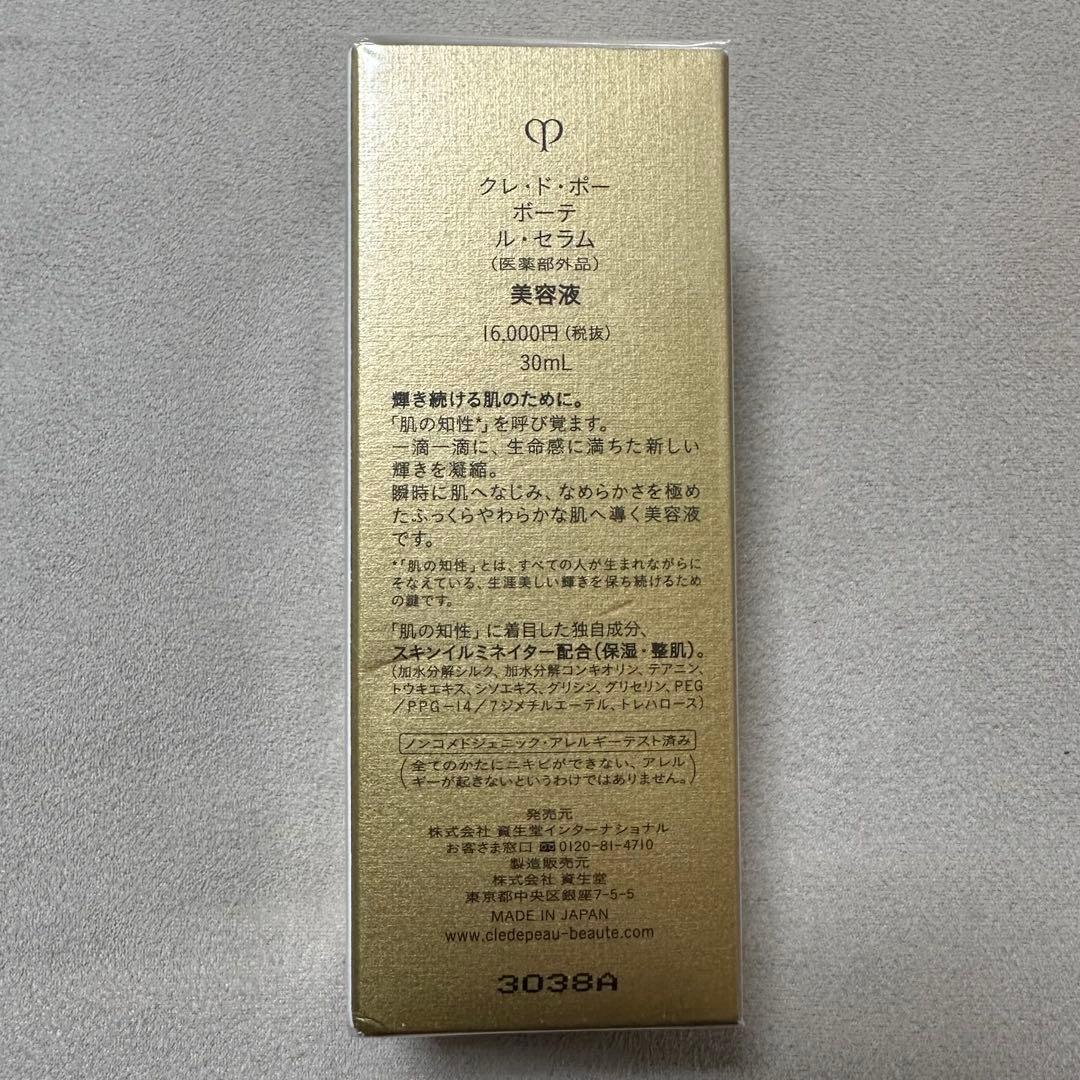 クレ・ド・ポー
ボーテ
ル・セラム
(医薬部外品)
美容液
16,000円(税抜)
30mL
輝き続ける肌のために。
「肌の知性*」を呼び覚ます。
一滴一滴に、生命感に満ちた新しい
輝きを凝縮。
瞬時に肌へなじみ、なめらかさを極め
たふっくらやわらかな肌へ導く美容液
です。
*「肌の知性」とは、すべての人が生まれながらに
そなえている、生涯美しい輝きを保ち続けるため
の鍵です。
「肌の知性」に着目した独自成分、
スキンイルミネイター配合(保湿・整肌)。
(加水分解シルク、加水分解コンキオリン、テアニン、
トウキエキス、シソエキス、グリシン、グリセリン、PEG
/PPG-14/7ジメチルエーテル、トレハロース)
ノンコメドジェニック・アレルギーテスト済み
(全てのかたにニキビができない、アレル
ギーが起きないというわけではありません。)
発売元
株式会社 資生堂インターナショナル
お客さま窓口 0120-81-4710
製造販売元
株式会社 資生堂
東京都中央区銀座7-5-5
MADE IN JAPAN
www.cledepeau-beaute.com
3038A